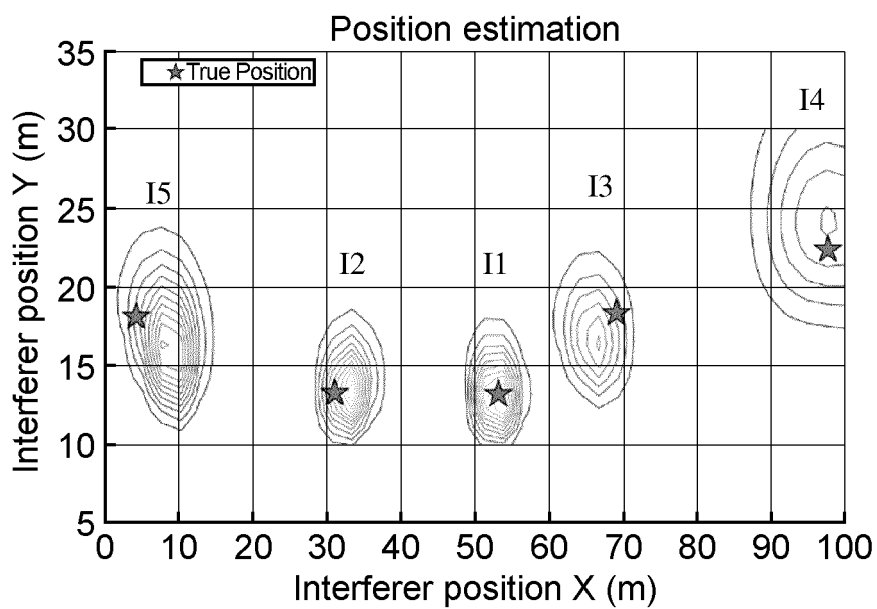 Position estimation
35
True Position
I4
30
I5
I3
25
I2
I1
20
15
10
5
0 10 20 30 40 50 60 70 80 90 100
Interferer position Y (m)
Interferer position X (m)